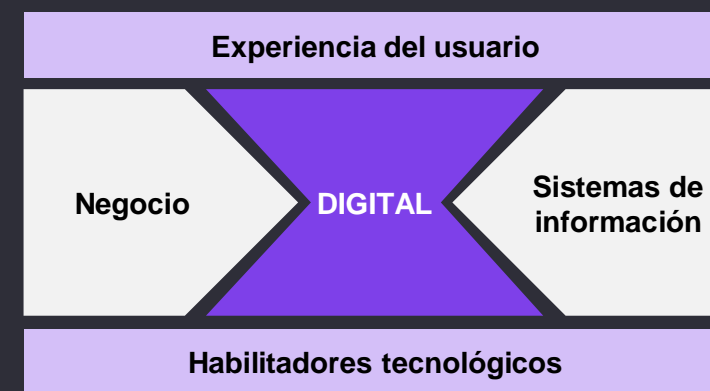 Experiencia del usuario
Negocio
DIGITAL
Sistemas de
información
Habilitadores tecnológicos